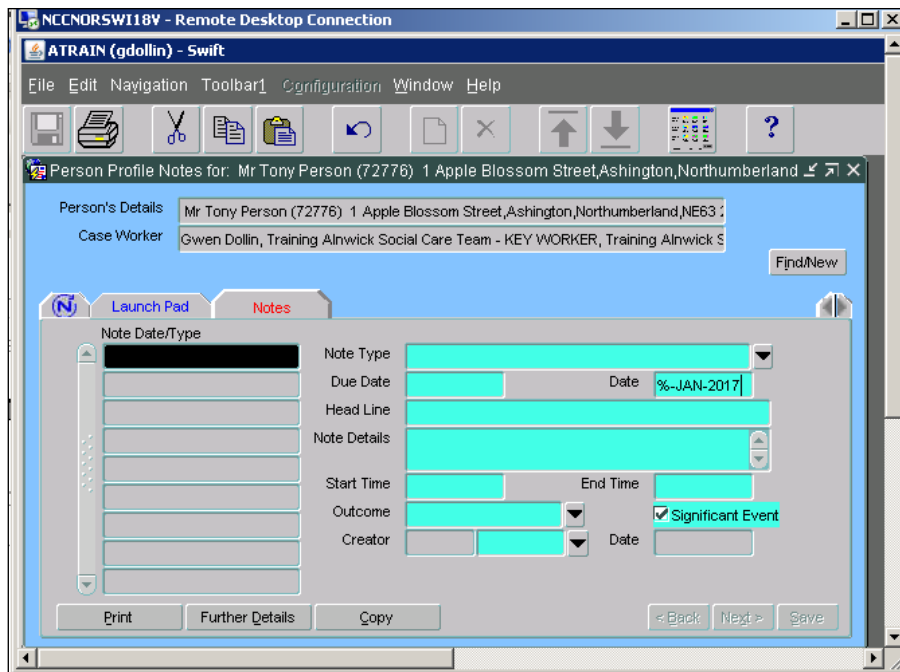 NCCNORSWI18V - Remote Desktop Connection
ATRAIN (gdollin) - Swift
File Edit Navigation Toolbar1 Configuration Window Help
?
Person Profile Notes for: Mr Tony Person (72776) 1 Apple Blossom Street,Ashington,Northumberland
Person's Details Mr Tony Person (72776) 1 Apple Blossom Street,Ashington,Northumberland,NE63
Case Worker Gwen Dollin, Training Alnwick Social Care Team - KEY WORKER, Training Alnwick S
Find/New
N Launch Pad Notes
Note Date/Type
Note Type
Due Date Date %-JAN-2017
Head Line
Note Details
Start Time End Time
Outcome Significant Event
Creator Date
Print Further Details Copy < Back Next > Save